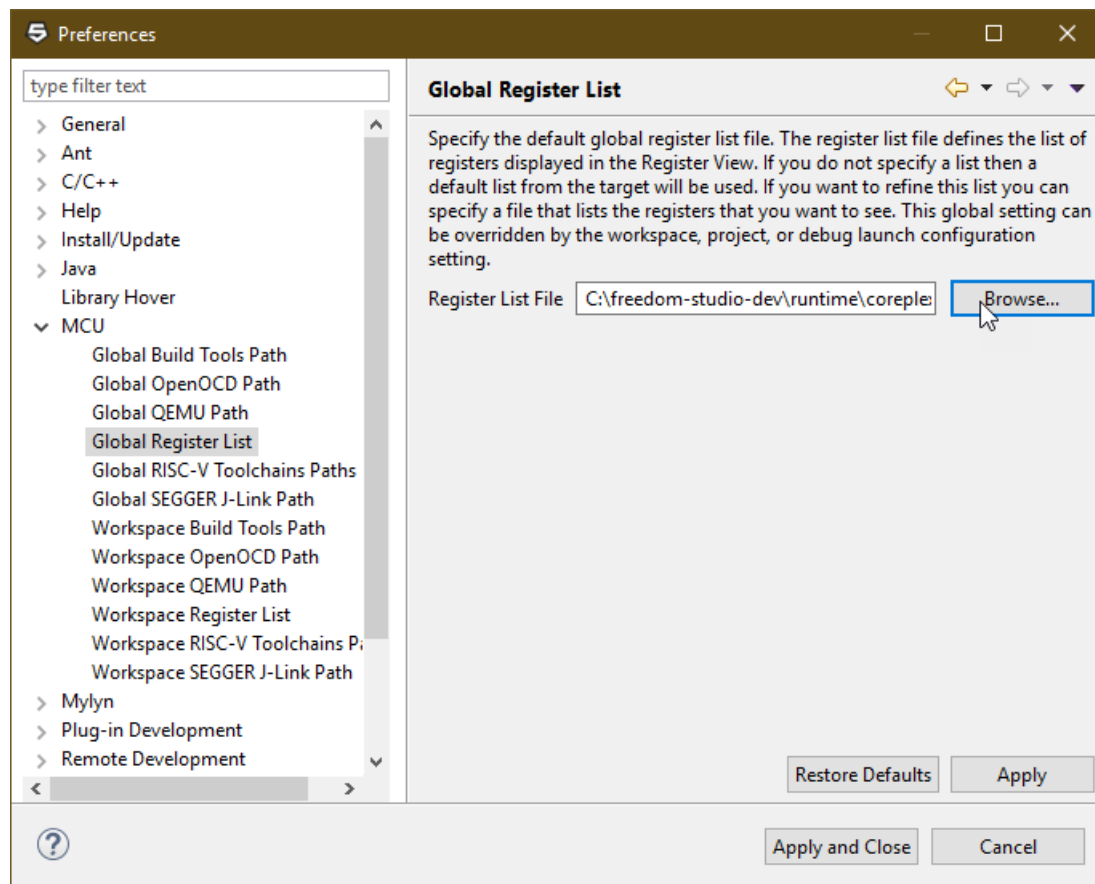 Preferences
type filter text
General
Ant
C/C++
Help
Install/Update
Java
Library Hover
MCU
Global Build Tools Path
Global OpenOCD Path
Global QEMU Path
Global Register List
Global RISC-V Toolchains Paths
Global SEGGER J-Link Path
Workspace Build Tools Path
Workspace OpenOCD Path
Workspace QEMU Path
Workspace Register List
Workspace RISC-V Toolchains
Workspace SEGGER J-Link Path
Mylyn
Plug-in Development
Remote Development
Global Register List
Specify the default global register list file. The register list file defines the list of
registers displayed in the Register View. If you do not specify a list then a
default list from the target will be used. If you want to refine this list you can
specify a file that lists the registers that you want to see. This global setting can
be overridden by the workspace, project, or debug launch configuration
setting.
Register List File C:\freedom-studio-dev\runtime\coreple Browse...
Restore Defaults Apply
Apply and Close Cancel